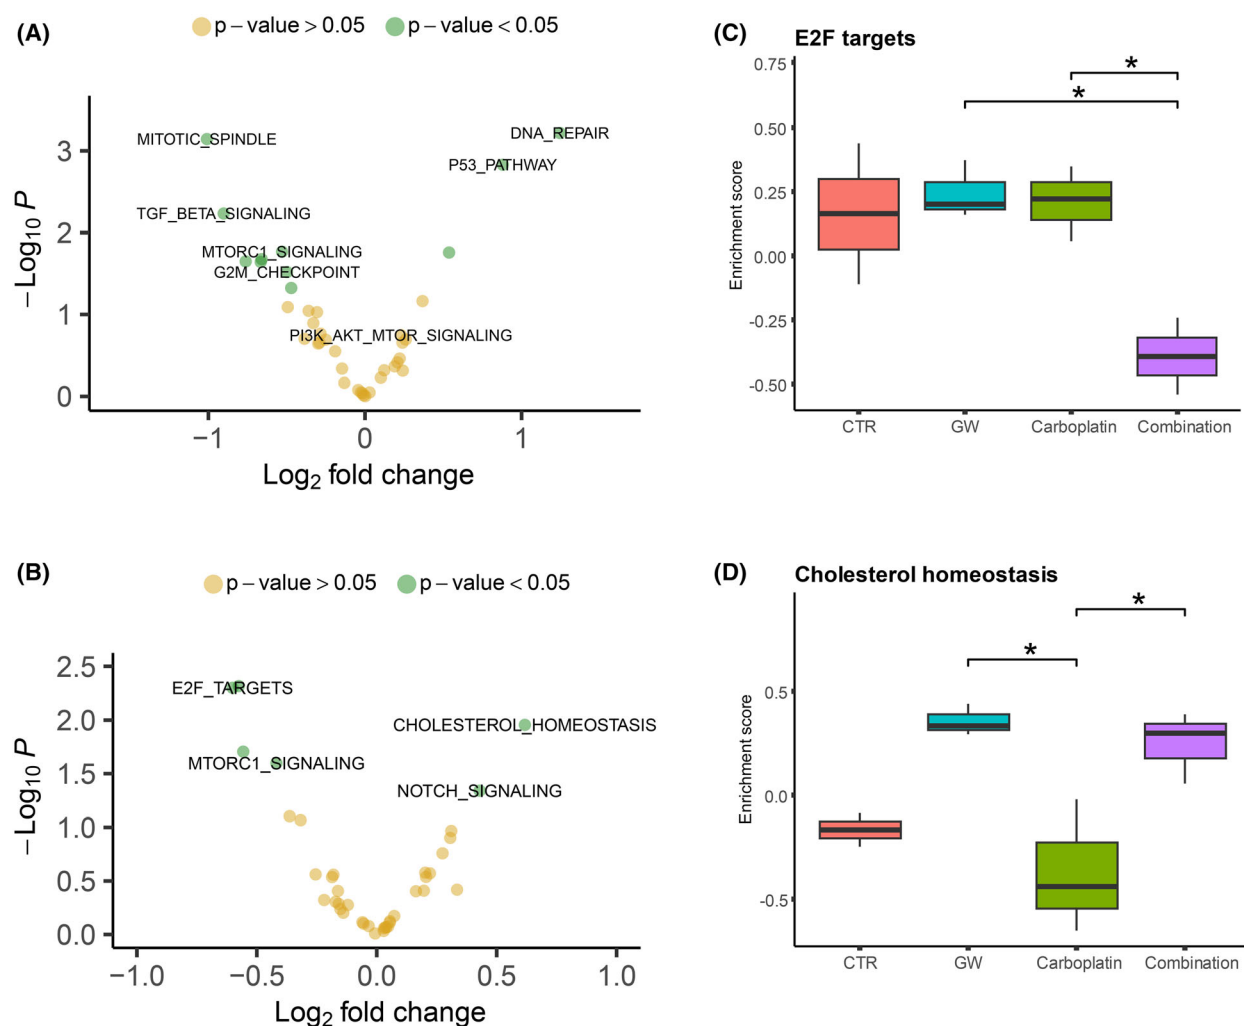 (A)
p − value > 0.05 p − value < 0.05
MITOTIC_SPINDLE
DNA_REPAIR
P53_PATHWAY
TGF_BETA_SIGNALING
MTORC1_SIGNALING
G2M_CHECKPOINT
PI3K_AKT_MTOR_SIGNALING
3
2
1
0
−Log10 P
−1 0 1
Log2 fold change
(B)
p − value > 0.05 p − value < 0.05
E2F_TARGETS
CHOLESTEROL_HOMEOSTASIS
MTORC1_SIGNALING
NOTCH_SIGNALING
2.5
2.0
1.5
1.0
0.5
0.0
−Log10 P
−1.0 −0.5 0.0 0.5 1.0
Log2 fold change
(C) E2F targets
*
*
0.75
0.50
0.25
0.00
-0.25
-0.50
Enrichment score
CTR GW Carboplatin Combination
(D) Cholesterol homeostasis
*
*
0.5
0.0
-0.5
Enrichment score
CTR GW Carboplatin Combination